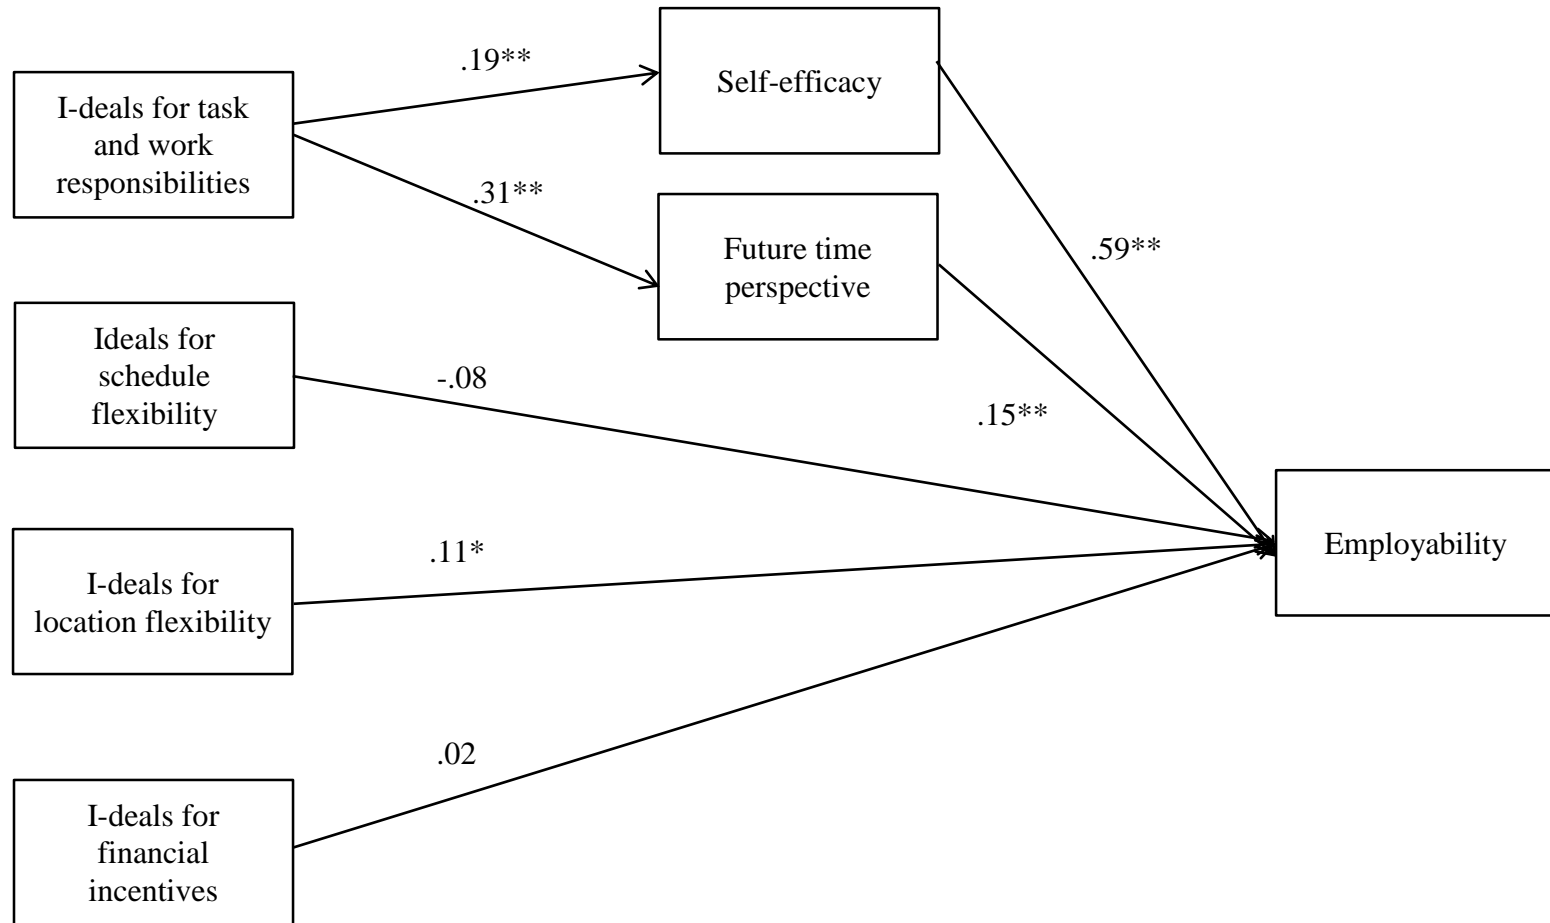 .19**
Self-efficacy
I-deals for task
and work
responsibilities
.31**
Future time
perspective
.59**
Ideals for
schedule
flexibility
-.08
.15**
Employability
I-deals for
location flexibility
.11*
.02
I-deals for
financial
incentives